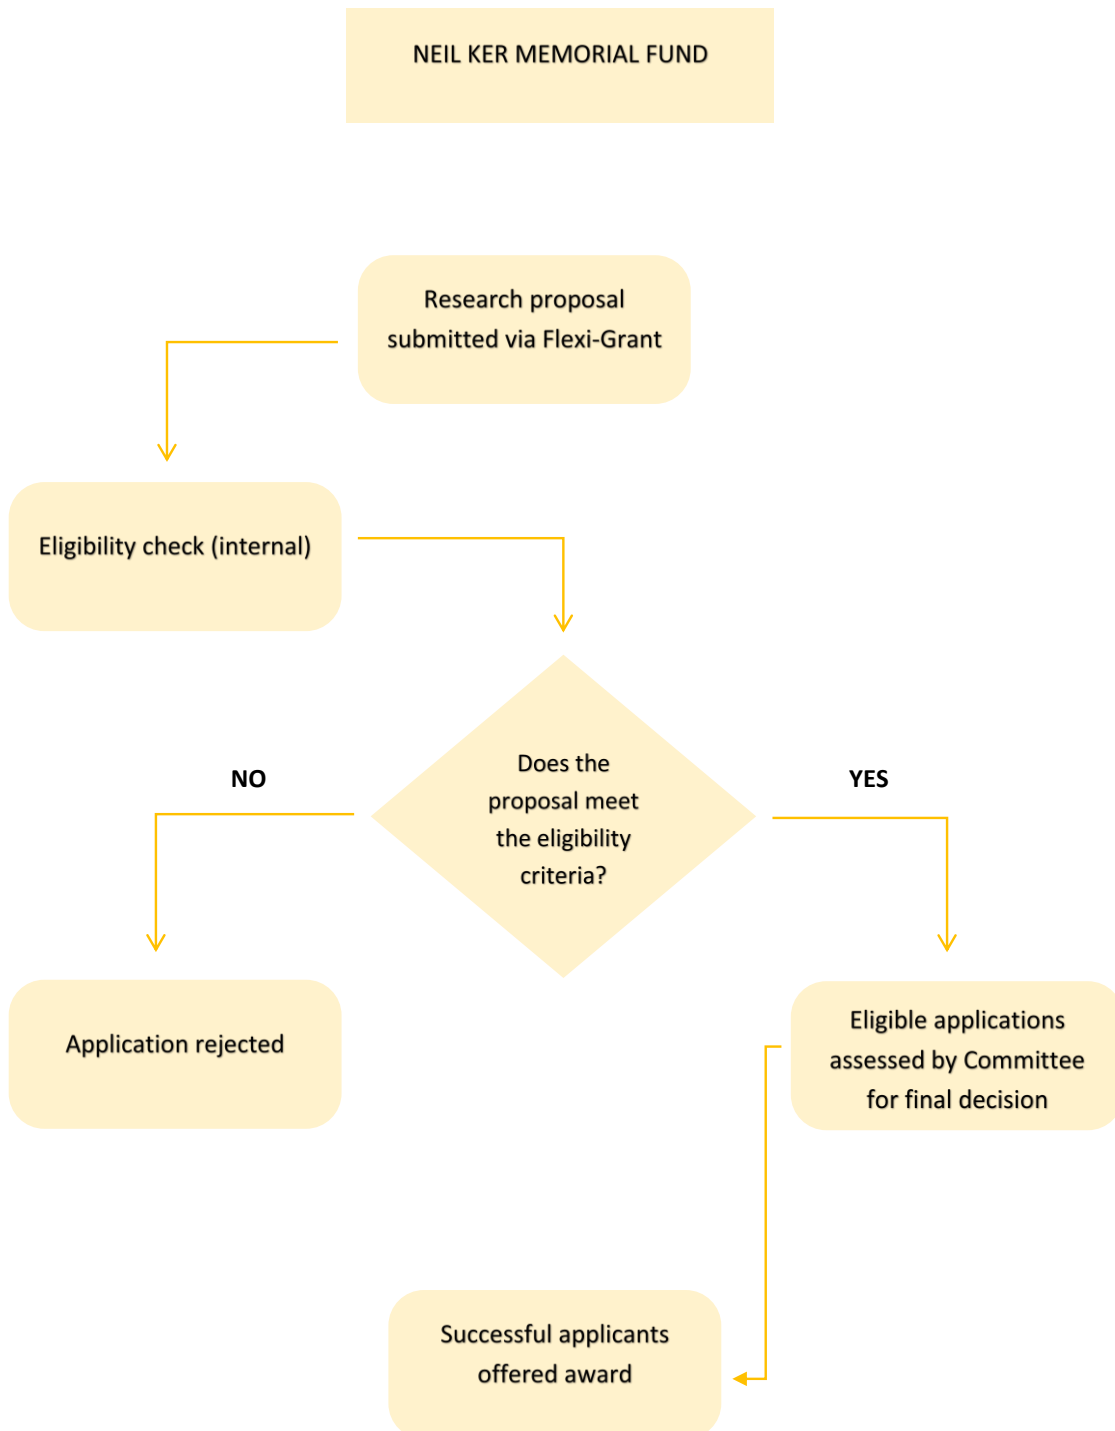 NEIL KER MEMORIAL FUND
Research proposal
submitted via Flexi-Grant
Eligibility check (internal)
Does the
proposal meet
the eligibility
criteria?
NO
YES
Application rejected
Eligible applications
assessed by Committee
for final decision
Successful applicants
offered award